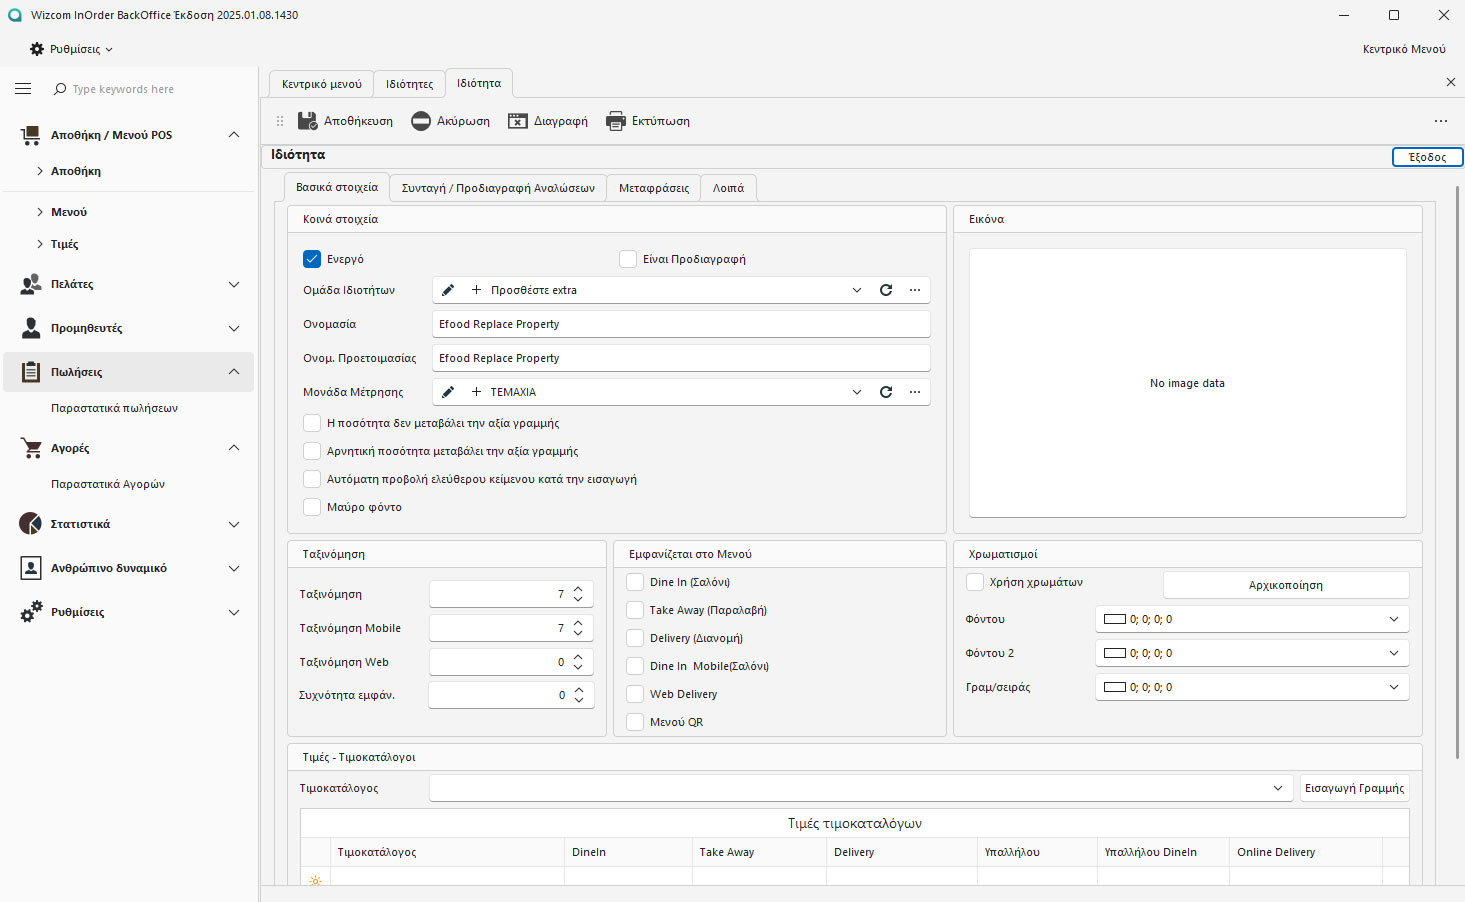 Wizcom InOrder BackOffice Έκδοση 2025.01.08.1430
Ρυθμίσεις
Κεντρικό Μενού
Type keywords here
Αποθήκη / Μενού POS
Αποθήκη
Μενού
Τιμές
Πελάτες
Προμηθευτές
Πωλήσεις
Παραστατικά πωλήσεων
Αγορές
Παραστατικά Αγορών
Στατιστικά
Ανθρώπινο δυναμικό
Ρυθμίσεις
Κεντρικό μενού
Ιδιότητες
Ιδιότητα
Αποθήκευση
Ακύρωση
Διαγραφή
Εκτύπωση
Ιδιότητα
Έξοδος
Βασικά στοιχεία
Συνταγή / Προδιαγραφή Αναλώσεων
Μεταφράσεις
Λοιπά
Κοινά στοιχεία
Ενεργό
Είναι Προδιαγραφή
Ομάδα Ιδιοτήτων
Προσθέστε extra
Ονομασία
Efood Replace Property
Ονομ. Προετοιμασίας
Efood Replace Property
Μονάδα Μέτρησης
ΤΕΜΑΧΙΑ
Η ποσότητα δεν μεταβάλει την αξία γραμμής
Αρνητική ποσότητα μεταβάλει την αξία γραμμής
Αυτόματη προβολή ελεύθερου κείμενου κατά την εισαγωγή
Μαύρο φόντο
Εικόνα
No image data
Ταξινόμηση
Ταξινόμηση 7
Ταξινόμηση Mobile 7
Ταξινόμηση Web 0
Συχνότητα εμφάν. 0
Εμφανίζεται στο Μενού
Dine In (Σαλόνι)
Take Away (Παραλαβή)
Delivery (Διανομή)
Dine In Mobile(Σαλόνι)
Web Delivery
Μενού QR
Χρωματισμοί
Χρήση χρωμάτων
Αρχικοποίηση
Φόντου 0; 0; 0; 0
Φόντου 2 0; 0; 0; 0
Γραμ/σειράς 0; 0; 0; 0
Τιμές - Τιμοκατάλογοι
Τιμοκατάλογος
Εισαγωγή Γραμμής
Τιμές τιμοκαταλόγων
Τιμοκατάλογος DineIn Take Away Delivery Υπαλλήλου Υπαλλήλου DineIn Online Delivery